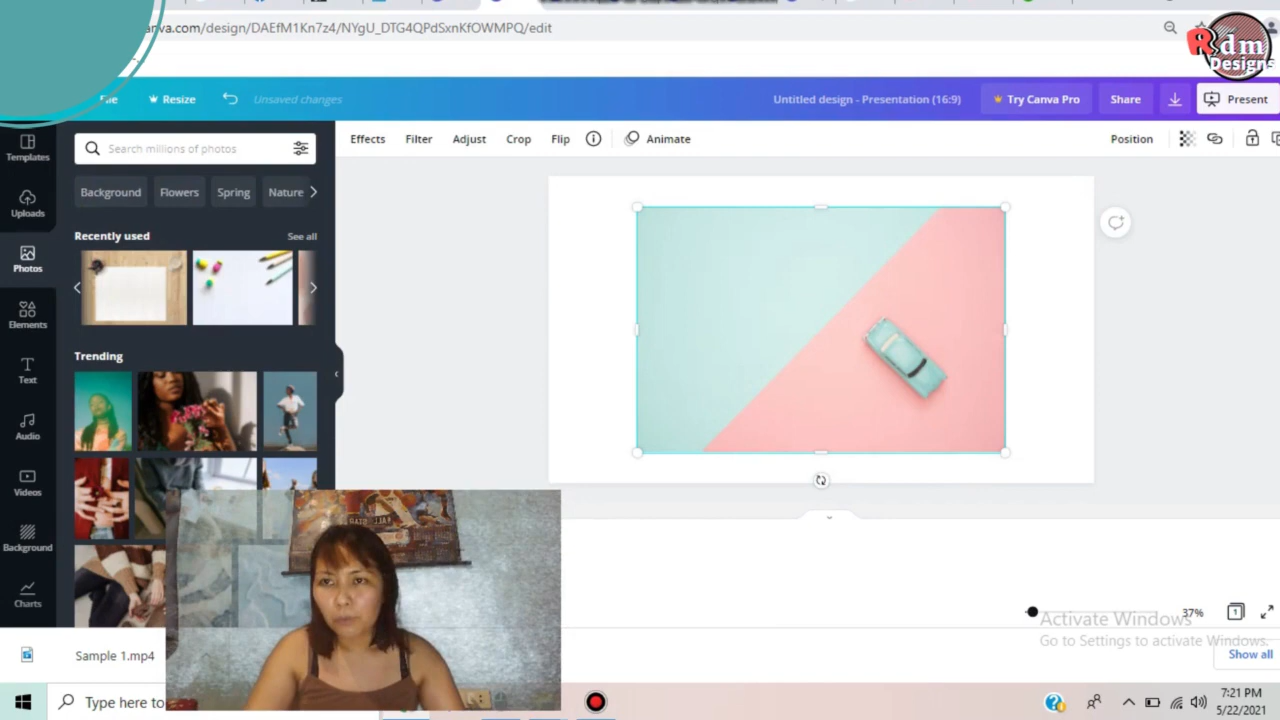 nva.com/design/DAEfM1Kn7z4/NYgU_DTG4QPdSxnKfOWMPQ/edit
Rdm
Designs
File
Resize
Unsaved changes
Untitled design - Presentation (16:9)
Try Canva Pro
Share
Present
Templates
Uploads
Photos
Elements
Text
Audio
Videos
Background
Charts
Search millions of photos
Background
Flowers
Spring
Nature
Recently used
See all
Trending
Effects
Filter
Adjust
Crop
Flip
Animate
Position
37%
1
Activate Windows
Go to Settings to activate Windows.
Sample 1.mp4
Show all
Type here to
7:21 PM
5/22/2021